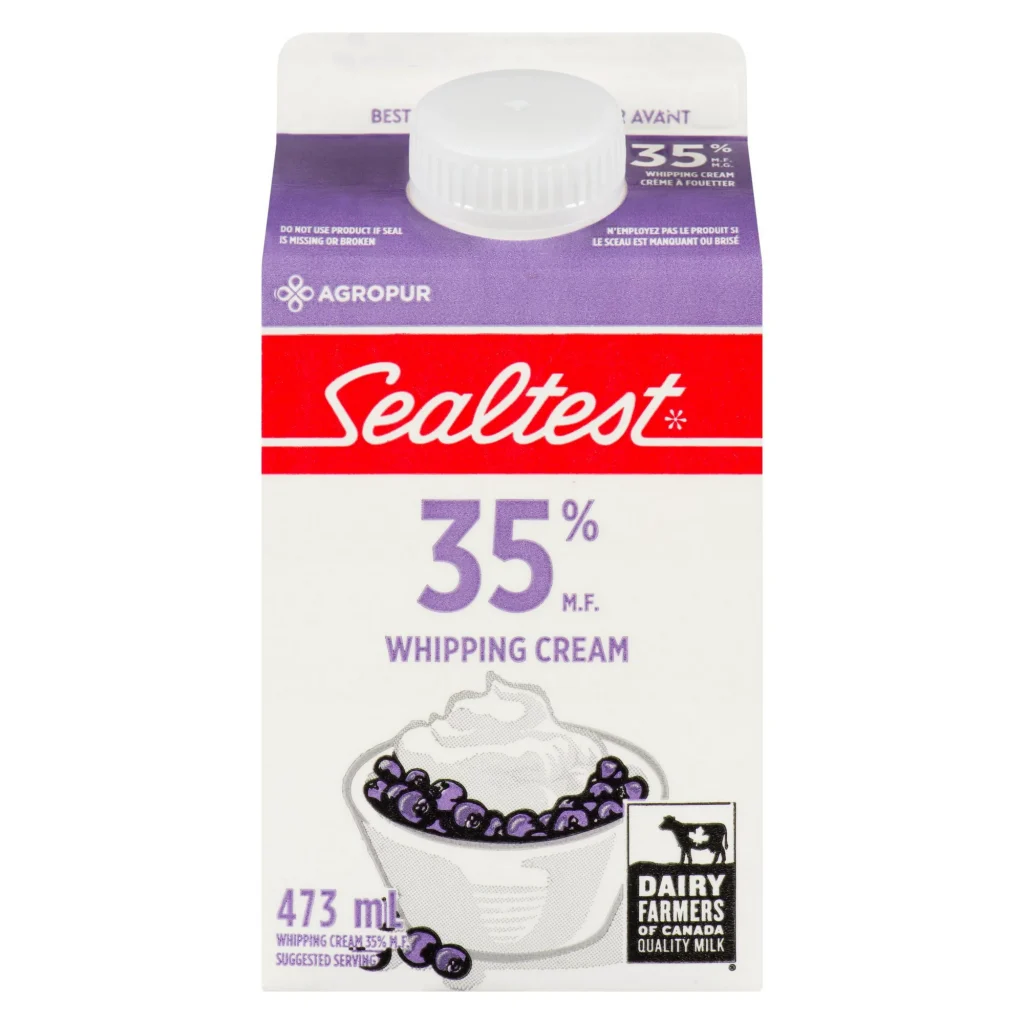 BEST AVANT
35%
M.F.
M.G.
WHIPPING CREAM
CRÈME À FOUETTER
DO NOT USE PRODUCT IF SEAL
IS MISSING OR BROKEN
N'EMPLOYEZ PAS LE PRODUIT SI
LE SCEAU EST MANQUANT OU BRISÉ
AGROPUR
Sealtest*
35%
M.F.
WHIPPING CREAM
DAIRY
FARMERS
OF CANADA
QUALITY MILK
®
473 mL
WHIPPING CREAM 35% M.F.
SUGGESTED SERVING